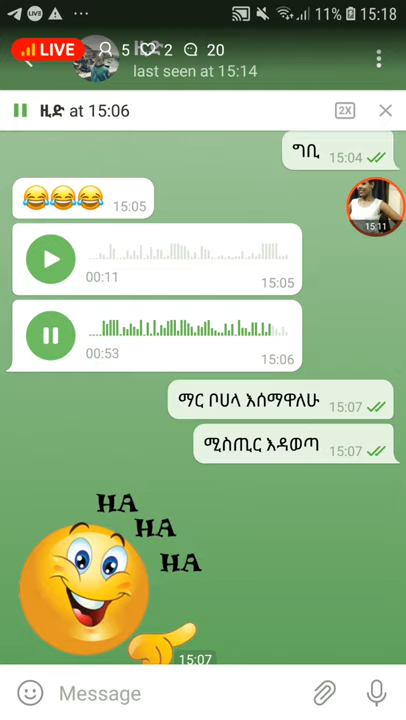 LIVE 11% 15:18
LIVE 5 2 20
last seen at 15:14
ዚድ at 15:06 2X
ግቢ 15:04
15:05
15:11
00:11 15:05
00:53 15:06
ማር ቦሀላ እሰማዋለሁ 15:07
ሚስጢር እዳወጣ 15:07
HA
HA
HA
15:07
Message